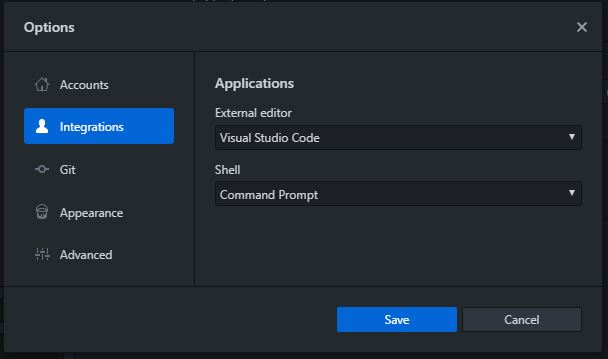 Options
Accounts
Integrations
Git
Appearance
Advanced
Applications
External editor
Visual Studio Code
Shell
Command Prompt
Save
Cancel